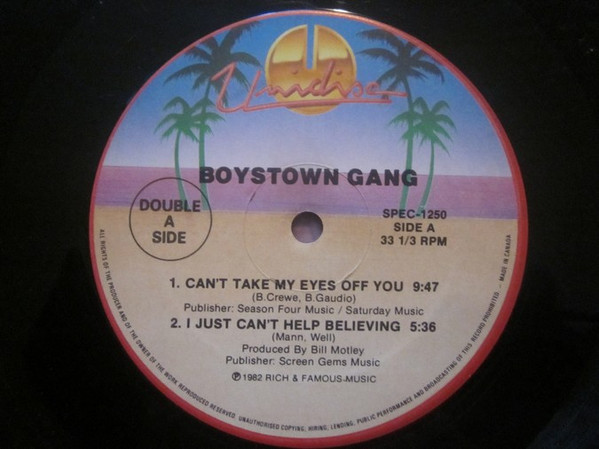 Unidisc
BOYSTOWN GANG
DOUBLE
A
SIDE
SPEC-1250
SIDE A
33 1/3 RPM
1. CAN'T TAKE MY EYES OFF YOU 9:47
(B.Crewe, B.Gaudio)
Publisher: Season Four Music / Saturday Music
2. I JUST CAN'T HELP BELIEVING 5:36
(Mann, Well)
Produced By Bill Motley
Publisher: Screen Gems Music
℗ 1982 RICH & FAMOUS-MUSIC
ALL RIGHTS OF THE PRODUCER AND OF THE OWNER OF THE WORK REPRODUCED RESERVED. UNAUTHORISED COPYING, HIRING, LENDING, PUBLIC PERFORMANCE AND BROADCASTING OF THIS RECORD PROHIBITED. - MADE IN CANADA